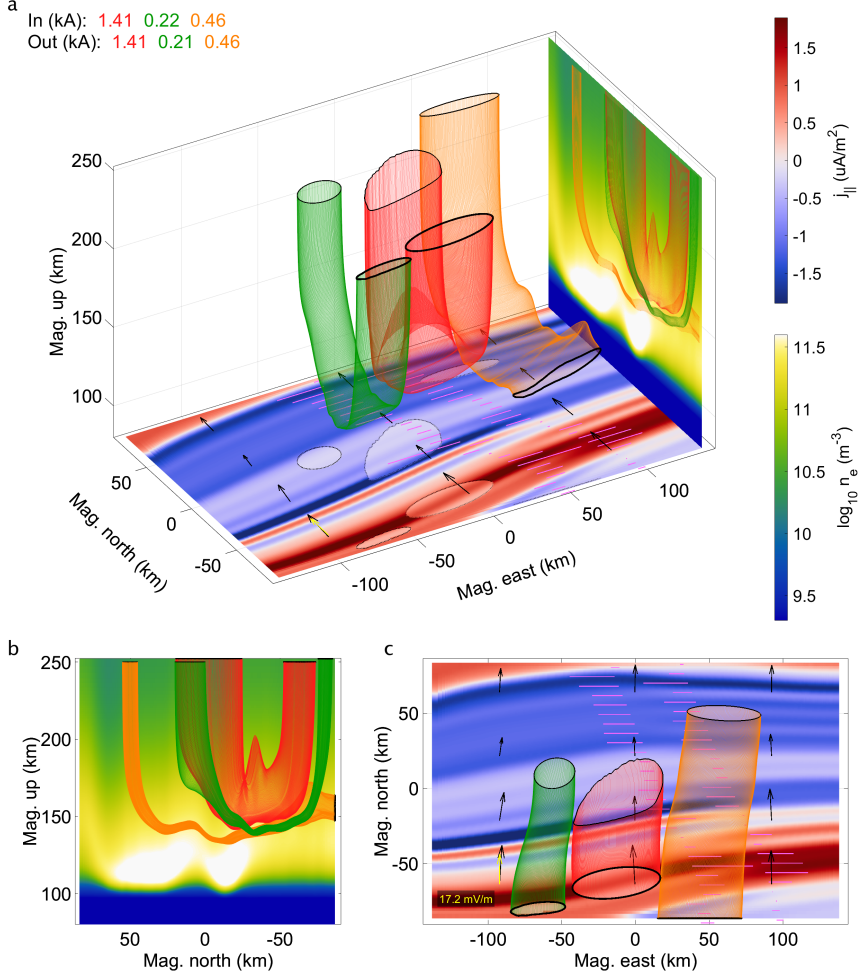 a
In (kA): 1.41 0.22 0.46
Out (kA): 1.41 0.21 0.46
250
200
150
100
Mag. up (km)
50
0
-50
Mag. north (km)
-100
-50
0
50
100
Mag. east (km)
1.5
1
0.5
0
-0.5
-1
-1.5
j|| (uA/m²)
11.5
11
10.5
10
9.5
log₁₀ nₑ (m⁻³)
b
250
200
150
100
Mag. up (km)
50 0 -50
Mag. north (km)
c
50
0
-50
Mag. north (km)
17.2 mV/m
-100 -50 0 50 100
Mag. east (km)